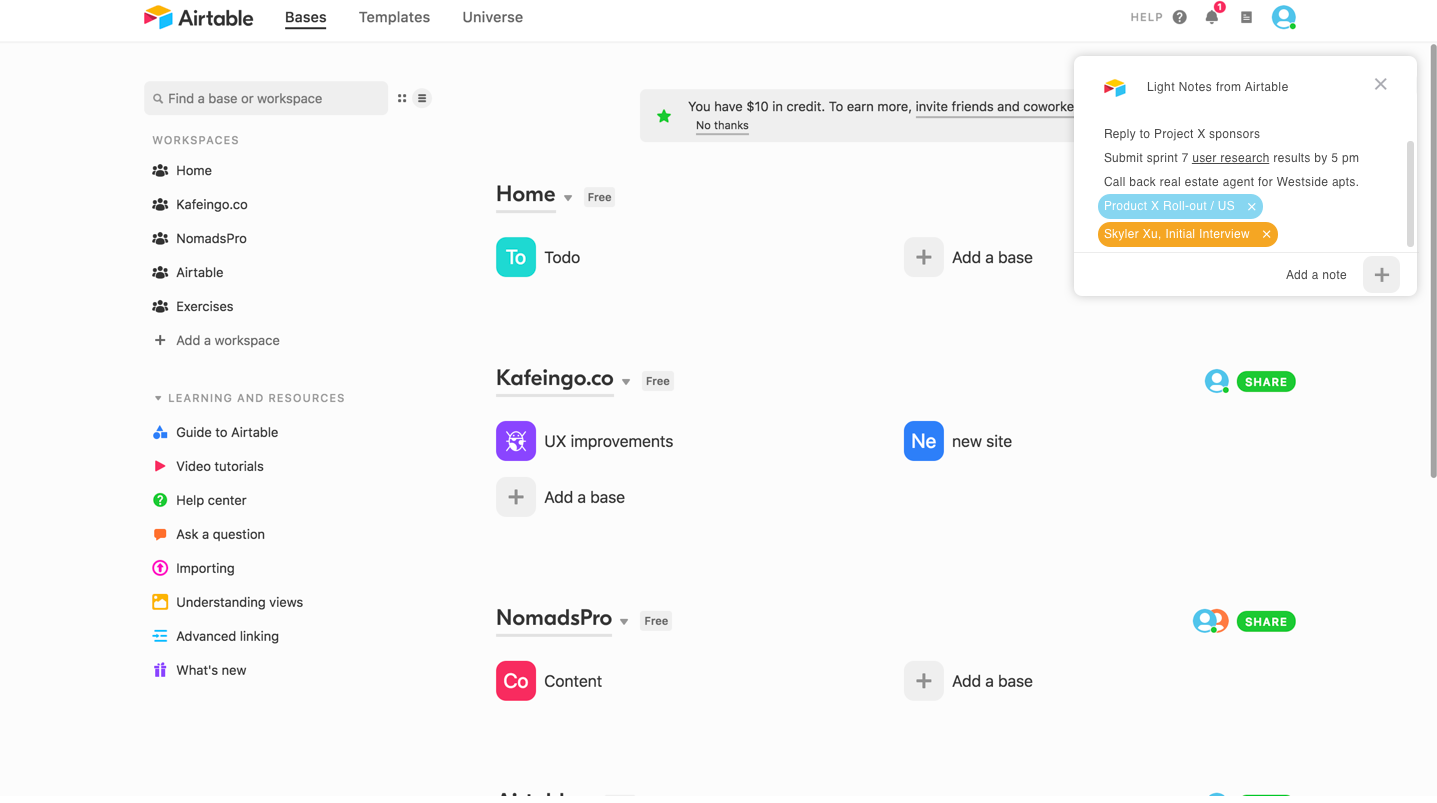 Airtable
Bases
Templates
Universe
HELP
1
Find a base or workspace
WORKSPACES
Home
Kafeingo.co
NomadsPro
Airtable
Exercises
Add a workspace
LEARNING AND RESOURCES
Guide to Airtable
Video tutorials
Help center
Ask a question
Importing
Understanding views
Advanced linking
What's new
You have $10 in credit. To earn more, invite friends and coworke
No thanks
Home
Free
To
Todo
Add a base
Kafeingo.co
Free
SHARE
UX improvements
Ne
new site
Add a base
NomadsPro
Free
SHARE
Co
Content
Add a base
Light Notes from Airtable
Reply to Project X sponsors
Submit sprint 7 user research results by 5 pm
Call back real estate agent for Westside apts.
Product X Roll-out / US
Skyler Xu, Initial Interview
Add a note